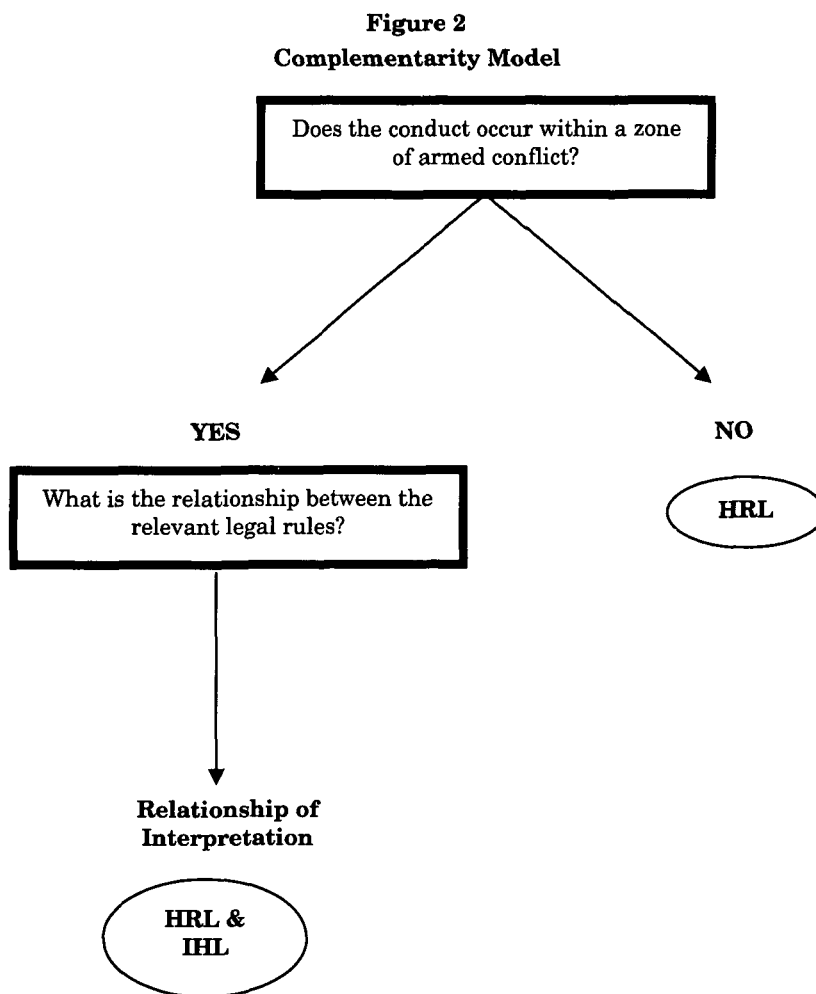 Figure 2
Complementarity Model
Does the conduct occur within a zone
of armed conflict?
YES
NO
What is the relationship between the
relevant legal rules?
HRL
Relationship of
Interpretation
HRL &
IHL